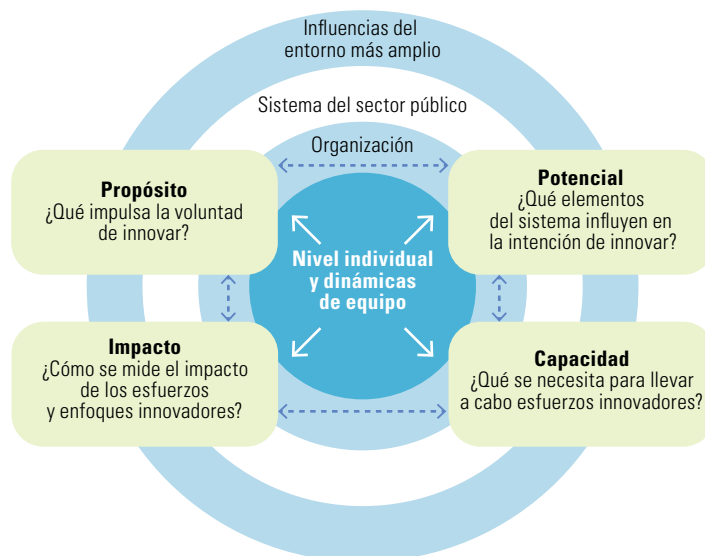 Influencias del
entorno más amplio
Sistema del sector público
Organización
Propósito
¿Qué impulsa la voluntad
de innovar?
Potencial
¿Qué elementos
del sistema influyen en
la intención de innovar?
Nivel individual
y dinámicas
de equipo
Impacto
¿Cómo se mide el impacto
de los esfuerzos
y enfoques innovadores?
Capacidad
¿Qué se necesita para llevar
a cabo esfuerzos innovadores?